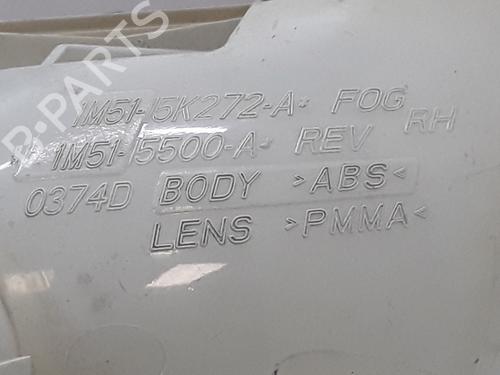 1M51-15K272-A* FOG
1M51-15500-A* REV RH
0374D BODY >ABS<
LENS >PMMA<
B-PARTS